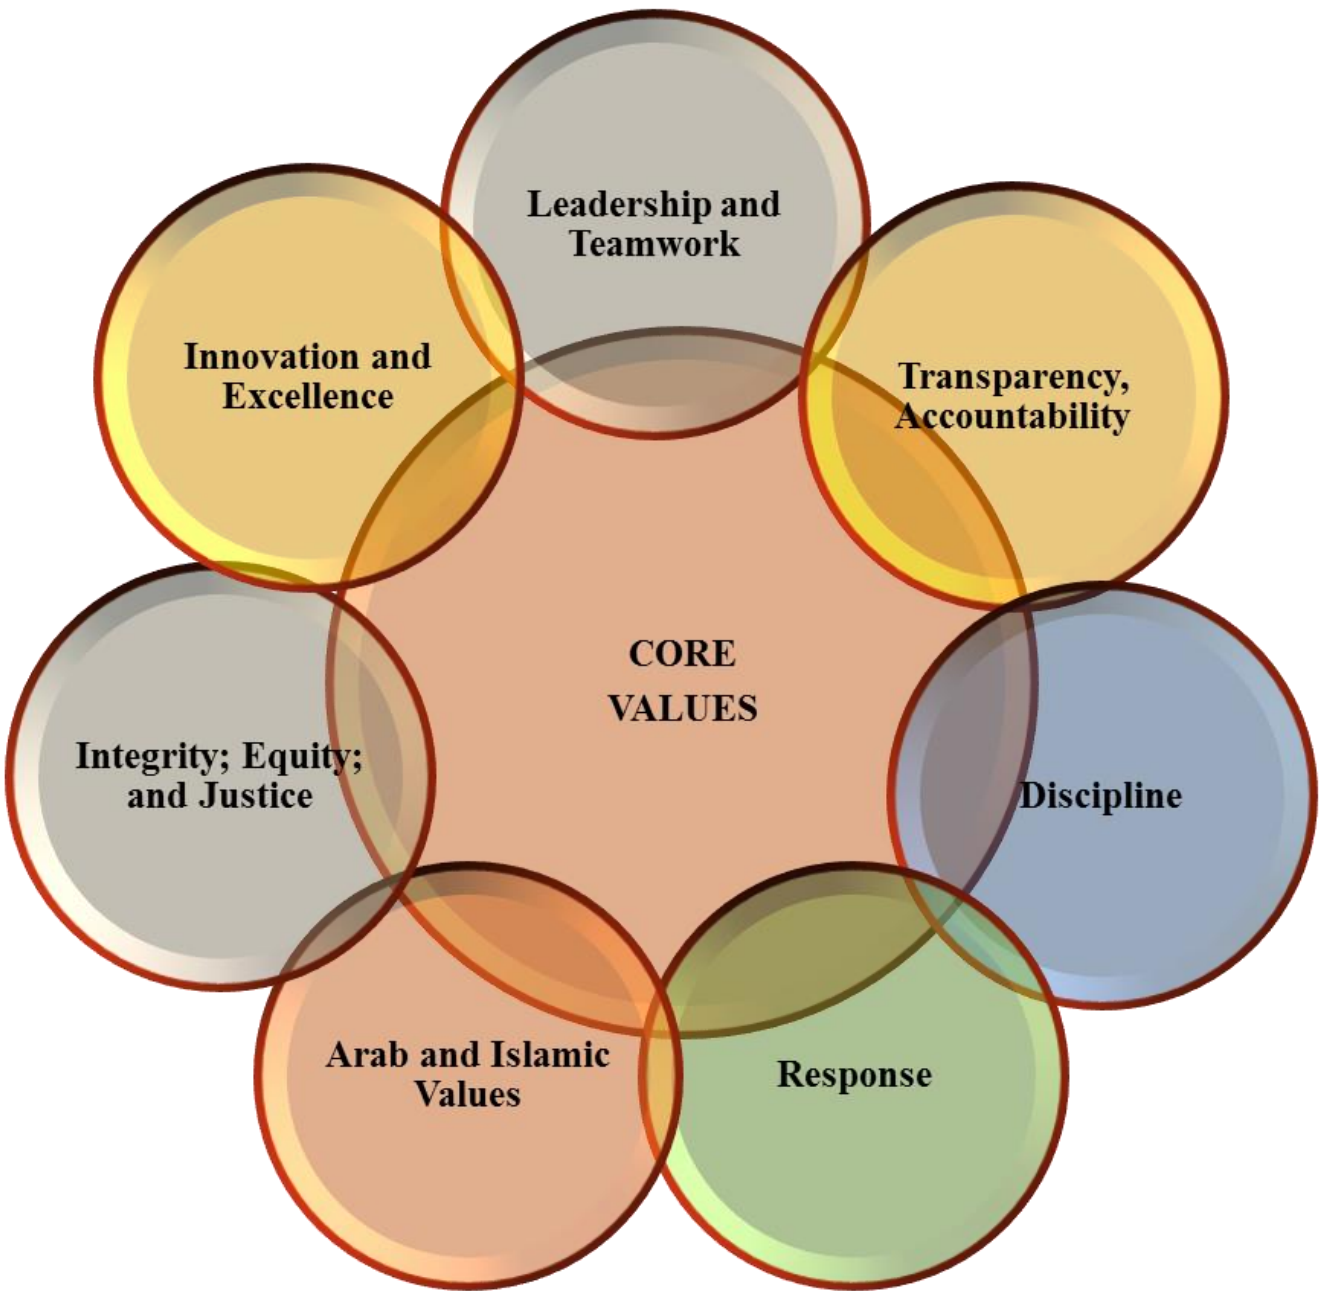 Leadership and
Teamwork
Transparency,
Accountability
Discipline
Response
Arab and Islamic
Values
Integrity; Equity;
and Justice
Innovation and
Excellence
CORE
VALUES